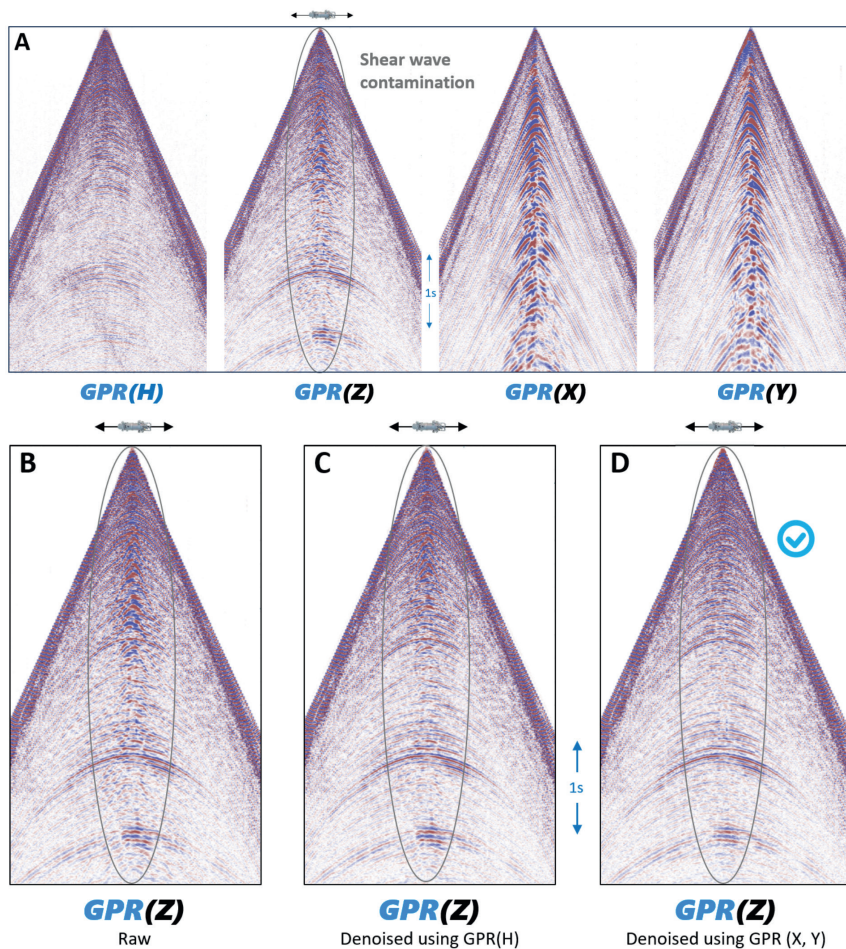 A
Shear wave
contamination
1s
GPR(H)
GPR(Z)
GPR(X)
GPR(Y)
B
C
D
1s
GPR(Z)
Raw
GPR(Z)
Denoised using GPR(H)
GPR(Z)
Denoised using GPR (X, Y)